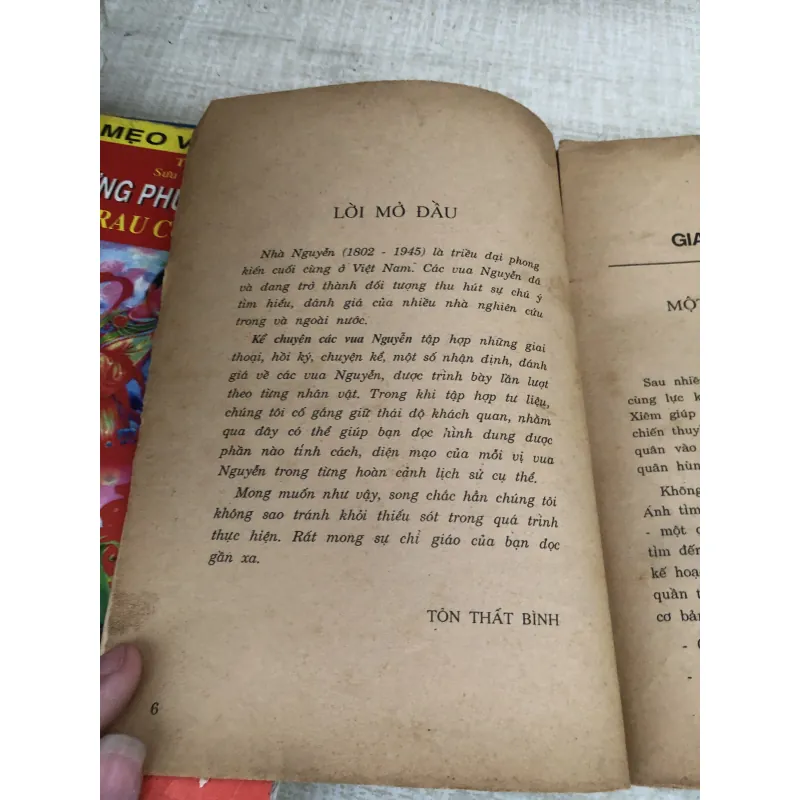 MẸO V
Sưu
NG PHỤ
RAU C
LỜI MỞ ĐẦU
Nhà Nguyễn (1802 - 1945) là triều đại phong
kiến cuối cùng ở Việt Nam. Các vua Nguyễn đã
và đang trở thành đối tượng thu hút sự chú ý
tìm hiểu, đánh giá của nhiều nhà nghiên cứu
trong và ngoài nước.
Kể chuyện các vua Nguyễn tập hợp những giai
thoại, hồi ký, chuyện kể, một số nhận định, đánh
giá về các vua Nguyễn, được trình bày lần lượt
theo từng nhân vật. Trong khi tập hợp tư liệu,
chúng tôi cố gắng giữ thái độ khách quan, nhằm
qua đây có thể giúp bạn đọc hình dung được
phần nào tính cách, diện mạo của mỗi vị vua
Nguyễn trong từng hoàn cảnh lịch sử cụ thể.
Mong muốn như vậy, song chắc hẳn chúng tôi
không sao tránh khỏi thiếu sót trong quá trình
thực hiện. Rất mong sự chỉ giáo của bạn đọc
gần xa.
TÔN THẤT BÌNH
6
GIA
MỘT
Sau nhiề
cùng lực k
Xiêm giúp
chiến thuy
quân vào
quân hùn
Không
Ánh tìm
- một c
tìm đến
kế hoạ
quần t
cơ bản
- C
-